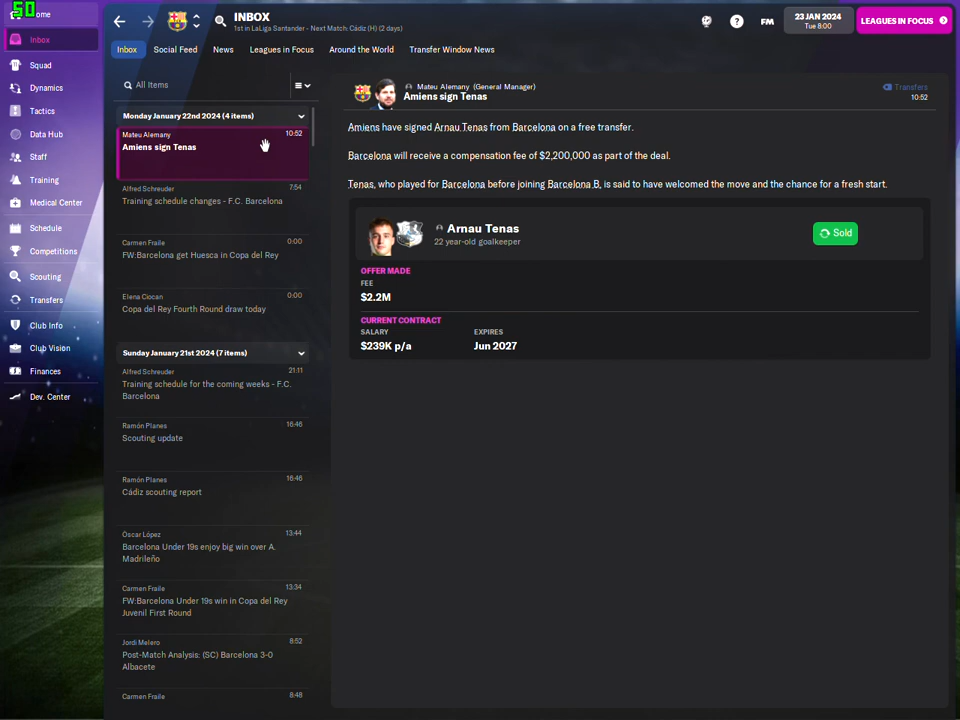 50
ome
Inbox
Squad
Dynamics
Tactics
Data Hub
Staff
Training
Medical Center
Schedule
Competitions
Scouting
Transfers
Club Info
Club Vision
Finances
Dev. Center
INBOX
1st in LaLiga Santander - Next Match: Cádiz (H) (2 days)
FM
23 JAN 2024
Tue 8:00
LEAGUES IN FOCUS
Inbox Social Feed News Leagues in Focus Around the World Transfer Window News
All Items
Monday January 22nd 2024 (4 items)
Mateu Alemany 10:52
Amiens sign Tenas
Alfred Schreuder 7:54
Training schedule changes - F.C. Barcelona
Carmen Fraile 0:00
FW:Barcelona get Huesca in Copa del Rey
Elena Ciocan 0:00
Copa del Rey Fourth Round draw today
Sunday January 21st 2024 (7 items)
Alfred Schreuder 21:11
Training schedule for the coming weeks - F.C.
Barcelona
Ramón Planes 16:46
Scouting update
Ramón Planes 16:46
Cádiz scouting report
Óscar López 13:44
Barcelona Under 19s enjoy big win over A.
Madrileño
Carmen Fraile 13:34
FW:Barcelona Under 19s win in Copa del Rey
Juvenil First Round
Jordi Melero 8:52
Post-Match Analysis: (SC) Barcelona 3-0
Albacete
Carmen Fraile 8:48
Mateu Alemany (General Manager)
Amiens sign Tenas
Transfers
10:52
Amiens have signed Arnau Tenas from Barcelona on a free transfer.
Barcelona will receive a compensation fee of $2,200,000 as part of the deal.
Tenas, who played for Barcelona before joining Barcelona B, is said to have welcomed the move and the chance for a fresh start.
Arnau Tenas
22 year-old goalkeeper
Sold
OFFER MADE
FEE
$2.2M
CURRENT CONTRACT
SALARY EXPIRES
$239K p/a Jun 2027